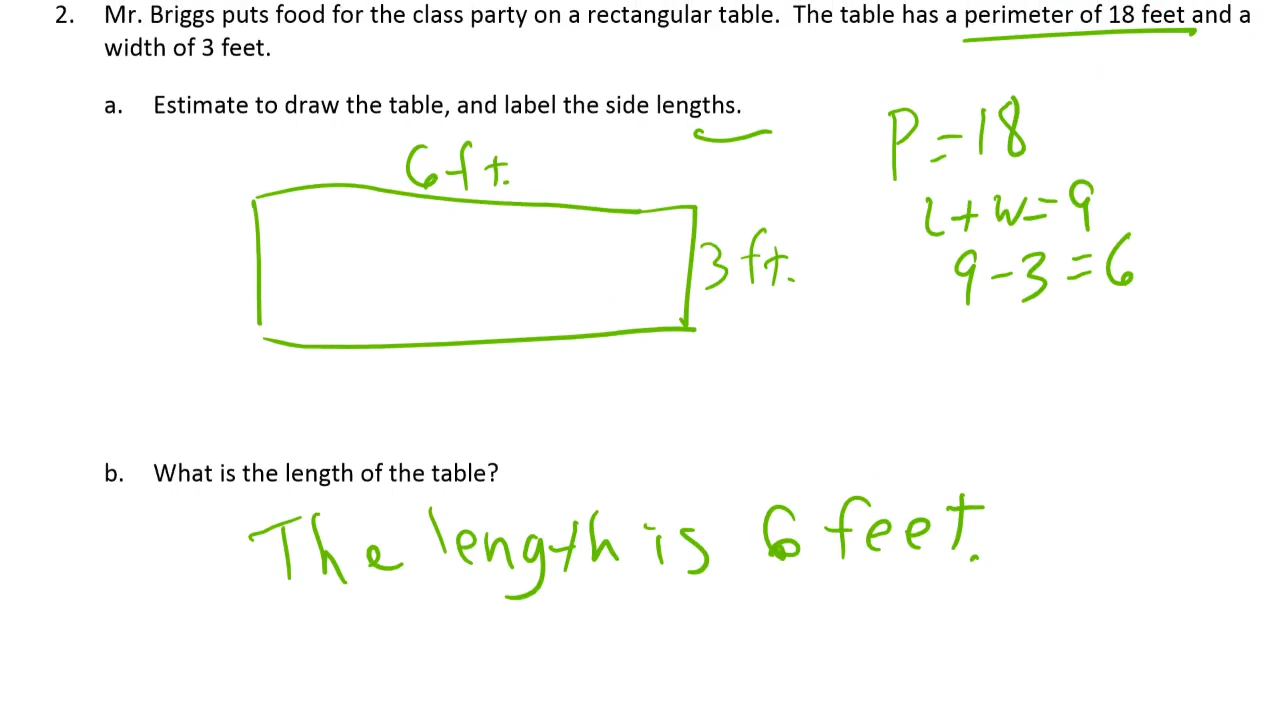 2. Mr. Briggs puts food for the class party on a rectangular table. The table has a perimeter of 18 feet and a
width of 3 feet.
a. Estimate to draw the table, and label the side lengths.
6ft.
3 ft.
P=18
l+w=9
9-3=6
b. What is the length of the table?
The length is 6 feet.